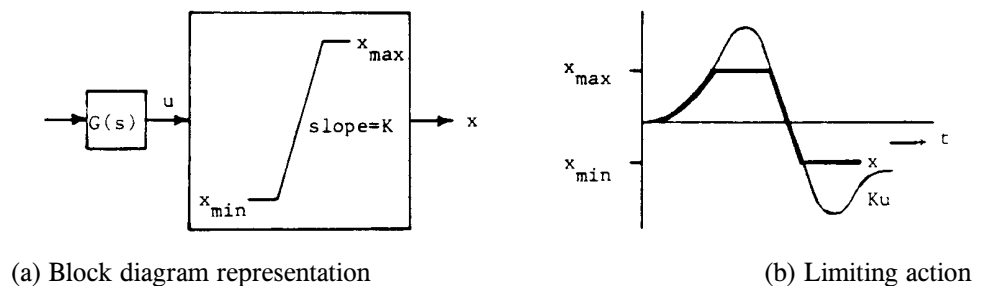 G(s)
u
x_max
slope=K
x_min
x
(a) Block diagram representation
x_max
x_min
t
x
Ku
(b) Limiting action